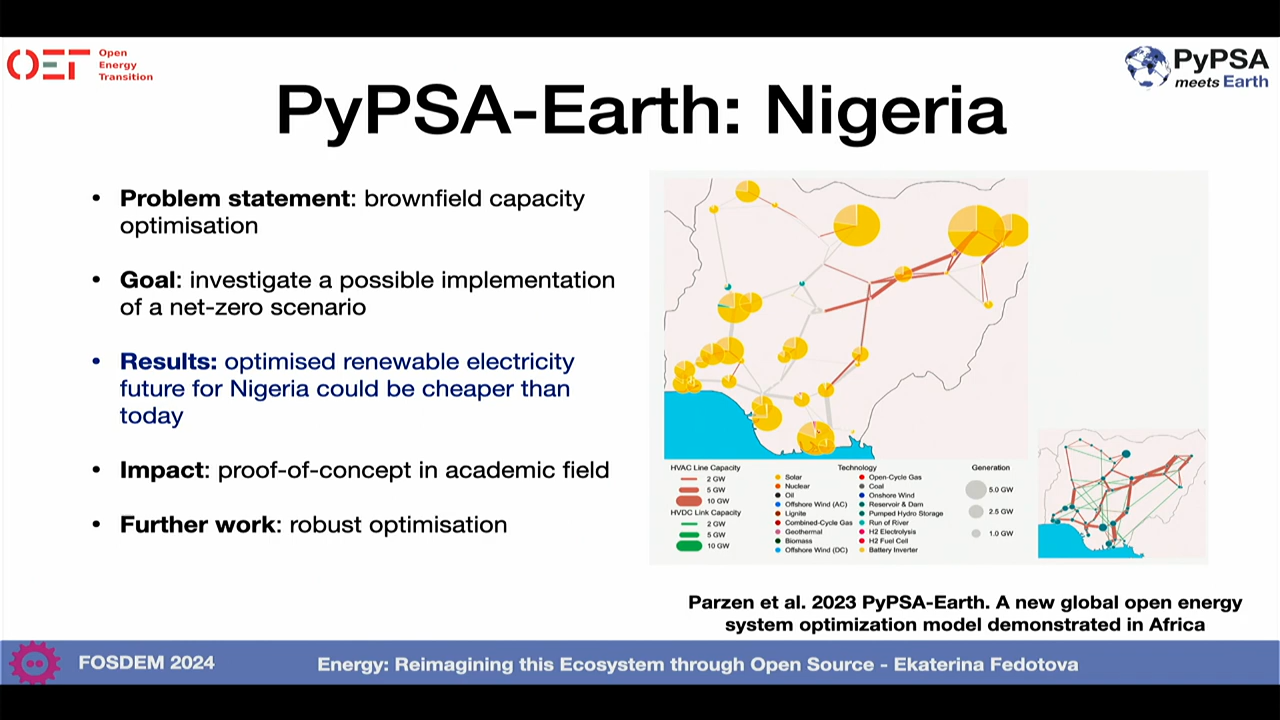 OET Open
Energy
Transition
PyPSA
meets Earth
PyPSA-Earth: Nigeria
• Problem statement: brownfield capacity
optimisation
• Goal: investigate a possible implementation
of a net-zero scenario
• Results: optimised renewable electricity
future for Nigeria could be cheaper than
today
• Impact: proof-of-concept in academic field
• Further work: robust optimisation
HVAC Line Capacity
2 GW
5 GW
10 GW
HVDC Link Capacity
2 GW
5 GW
10 GW
Technology
Solar
Nuclear
Oil
Offshore Wind (AC)
Lignite
Combined-Cycle Gas
Geothermal
Biomass
Offshore Wind (DC)
Open-Cycle Gas
Coal
Onshore Wind
Reservoir & Dam
Pumped Hydro Storage
Run of River
H2 Electrolysis
H2 Fuel Cell
Battery Inverter
Generation
5.0 GW
2.5 GW
1.0 GW
Parzen et al. 2023 PyPSA-Earth. A new global open energy
system optimization model demonstrated in Africa
FOSDEM 2024
Energy: Reimagining this Ecosystem through Open Source - Ekaterina Fedotova